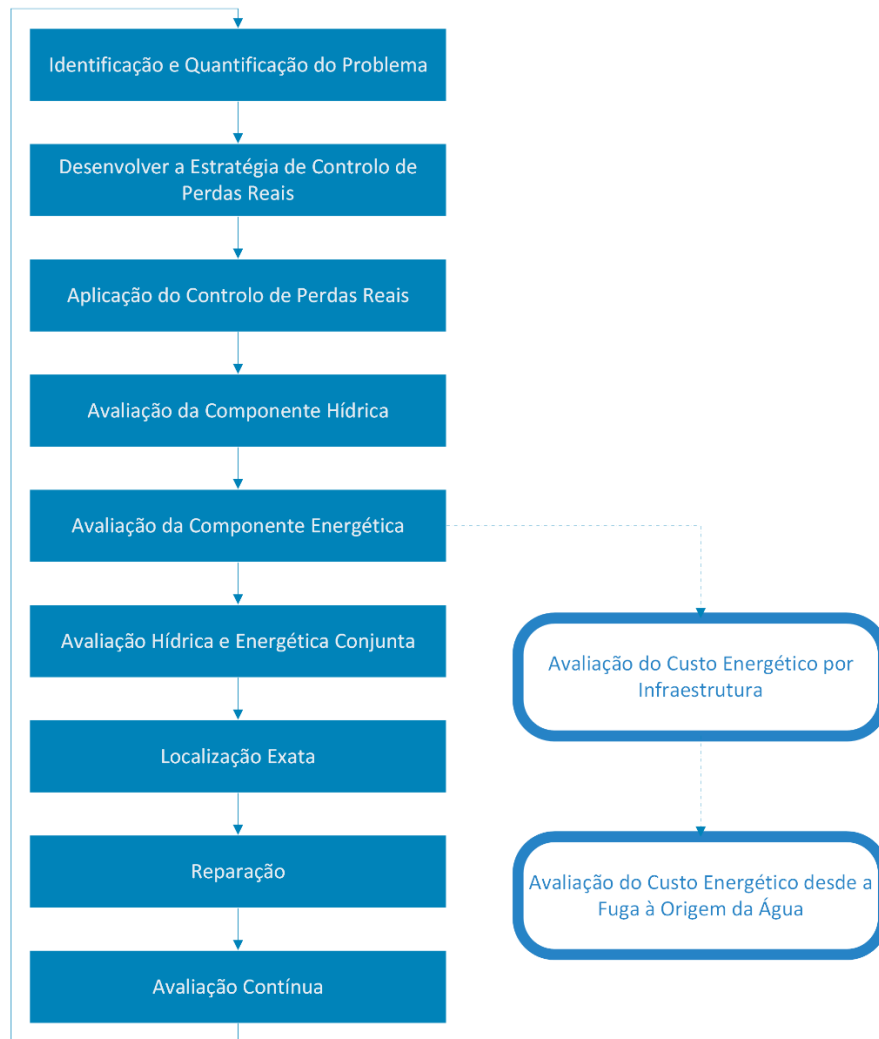 Identificação e Quantificação do Problema
Desenvolver a Estratégia de Controlo de
Perdas Reais
Aplicação do Controlo de Perdas Reais
Avaliação da Componente Hídrica
Avaliação da Componente Energética
Avaliação Hídrica e Energética Conjunta
Localização Exata
Reparação
Avaliação Contínua
Avaliação do Custo Energético por
Infraestrutura
Avaliação do Custo Energético desde a
Fuga à Origem da Água